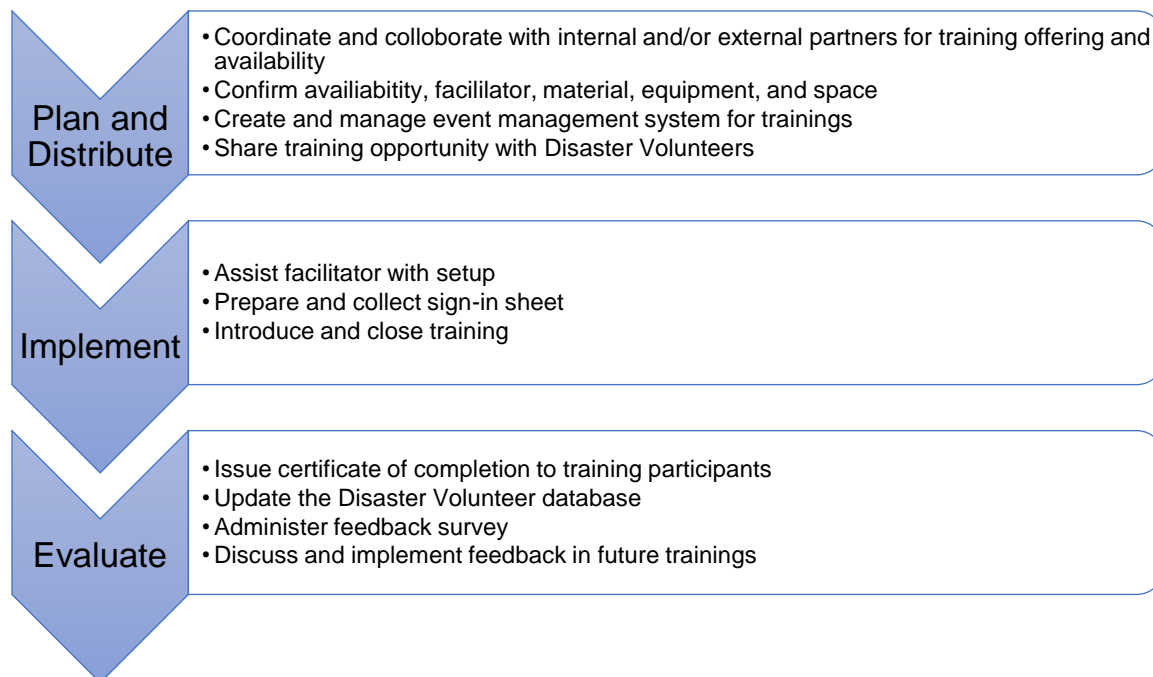 Plan and
Distribute
• Coordinate and colloborate with internal and/or external partners for training offering and
availability
• Confirm availiabitity, facililator, material, equipment, and space
• Create and manage event management system for trainings
• Share training opportunity with Disaster Volunteers
Implement
• Assist facilitator with setup
• Prepare and collect sign-in sheet
• Introduce and close training
Evaluate
• Issue certificate of completion to training participants
• Update the Disaster Volunteer database
• Administer feedback survey
• Discuss and implement feedback in future trainings